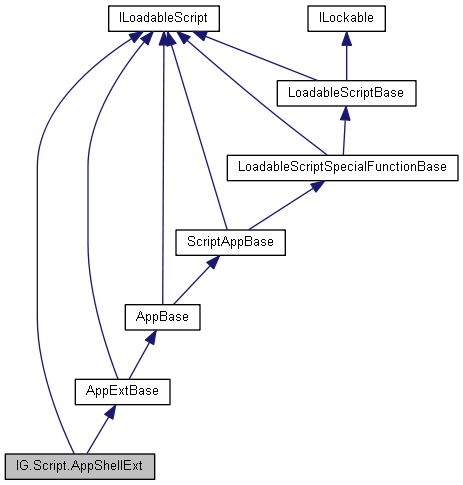 ILoadableScript
ILockable
LoadableScriptBase
LoadableScriptSpecialFunctionBase
ScriptAppBase
AppBase
AppExtBase
IG.Script.AppShellExt